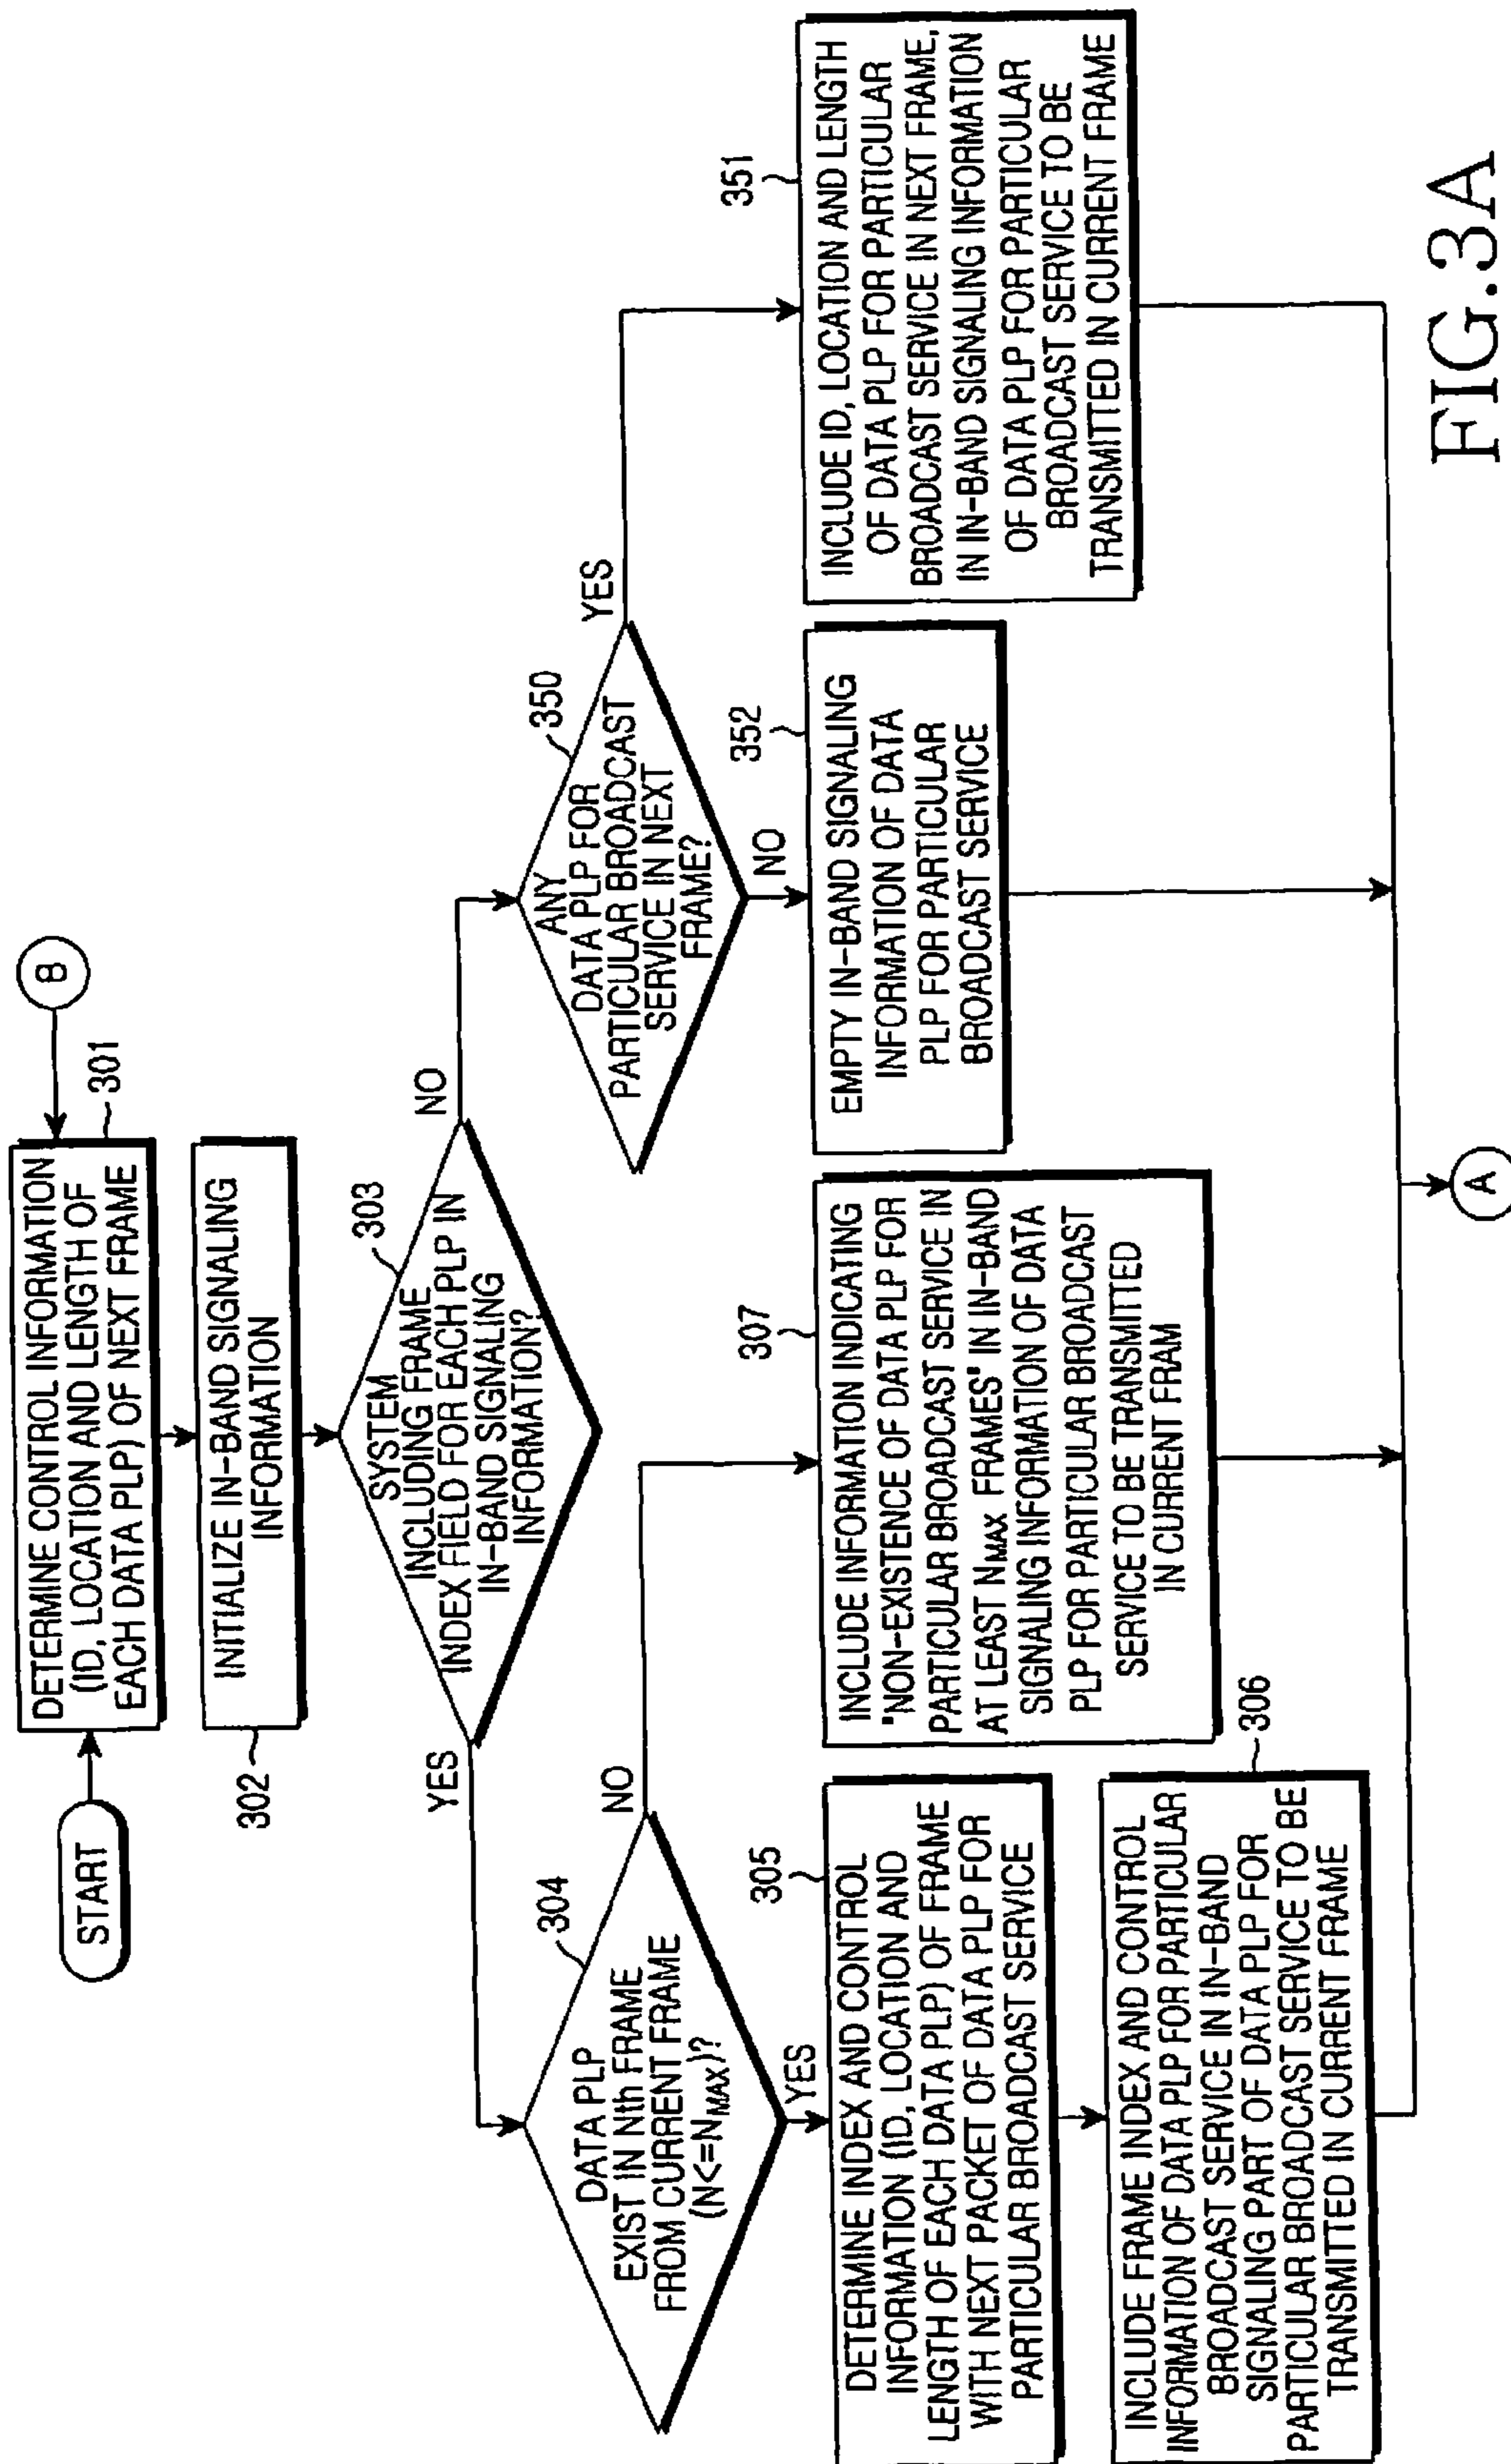 START
B
301
DETERMINE CONTROL INFORMATION
(ID, LOCATION AND LENGTH OF
EACH DATA PLP) OF NEXT FRAME
302
INITIALIZE IN-BAND SIGNALING
INFORMATION
303
SYSTEM
INCLUDING FRAME
INDEX FIELD FOR EACH PLP IN
IN-BAND SIGNALING
INFORMATION?
YES
NO
304
DATA PLP
EXIST IN Nth FRAME
FROM CURRENT FRAME
(N<=NMAX)?
NO
YES
350
ANY
DATA PLP FOR
PARTICULAR BROADCAST
SERVICE IN NEXT
FRAME?
YES
NO
305
DETERMINE INDEX AND CONTROL
INFORMATION (ID, LOCATION AND
LENGTH OF EACH DATA PLP) OF FRAME
WITH NEXT PACKET OF DATA PLP FOR
PARTICULAR BROADCAST SERVICE
306
INCLUDE FRAME INDEX AND CONTROL
INFORMATION OF DATA PLP FOR PARTICULAR
BROADCAST SERVICE IN IN-BAND
SIGNALING PART OF DATA PLP FOR
PARTICULAR BROADCAST SERVICE TO BE
TRANSMITTED IN CURRENT FRAME
307
INCLUDE INFORMATION INDICATING
"NON-EXISTENCE OF DATA PLP FOR
PARTICULAR BROADCAST SERVICE IN
AT LEAST NMAX FRAMES" IN IN-BAND
SIGNALING INFORMATION OF DATA
PLP FOR PARTICULAR BROADCAST
SERVICE TO BE TRANSMITTED
IN CURRENT FRAM
352
EMPTY IN-BAND SIGNALING
INFORMATION OF DATA
PLP FOR PARTICULAR
BROADCAST SERVICE
351
INCLUDE ID, LOCATION AND LENGTH
OF DATA PLP FOR PARTICULAR
BROADCAST SERVICE IN NEXT FRAME,
IN IN-BAND SIGNALING INFORMATION
OF DATA PLP FOR PARTICULAR
BROADCAST SERVICE TO BE
TRANSMITTED IN CURRENT FRAME
A
FIG.3A